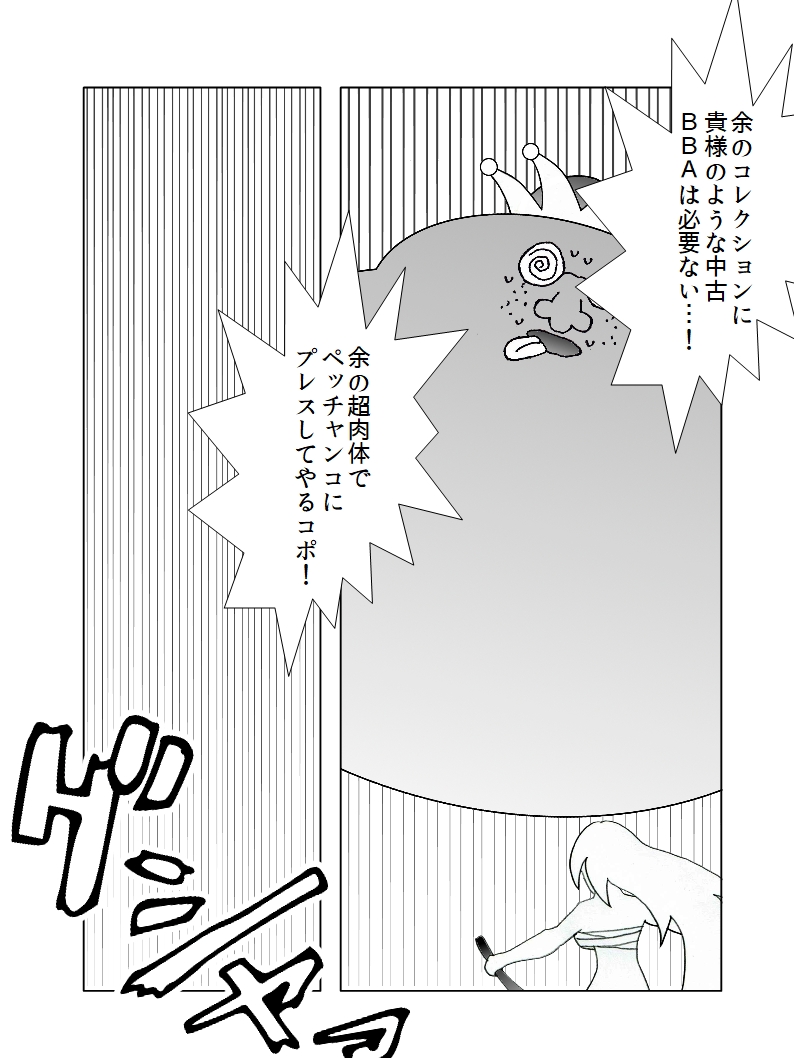 余のコレクションに
貴様のような中古
ＢＢＡは必要ない…！
余の超肉体で
ペッチャンコに
プレスしてやるコポ！
グシャァ